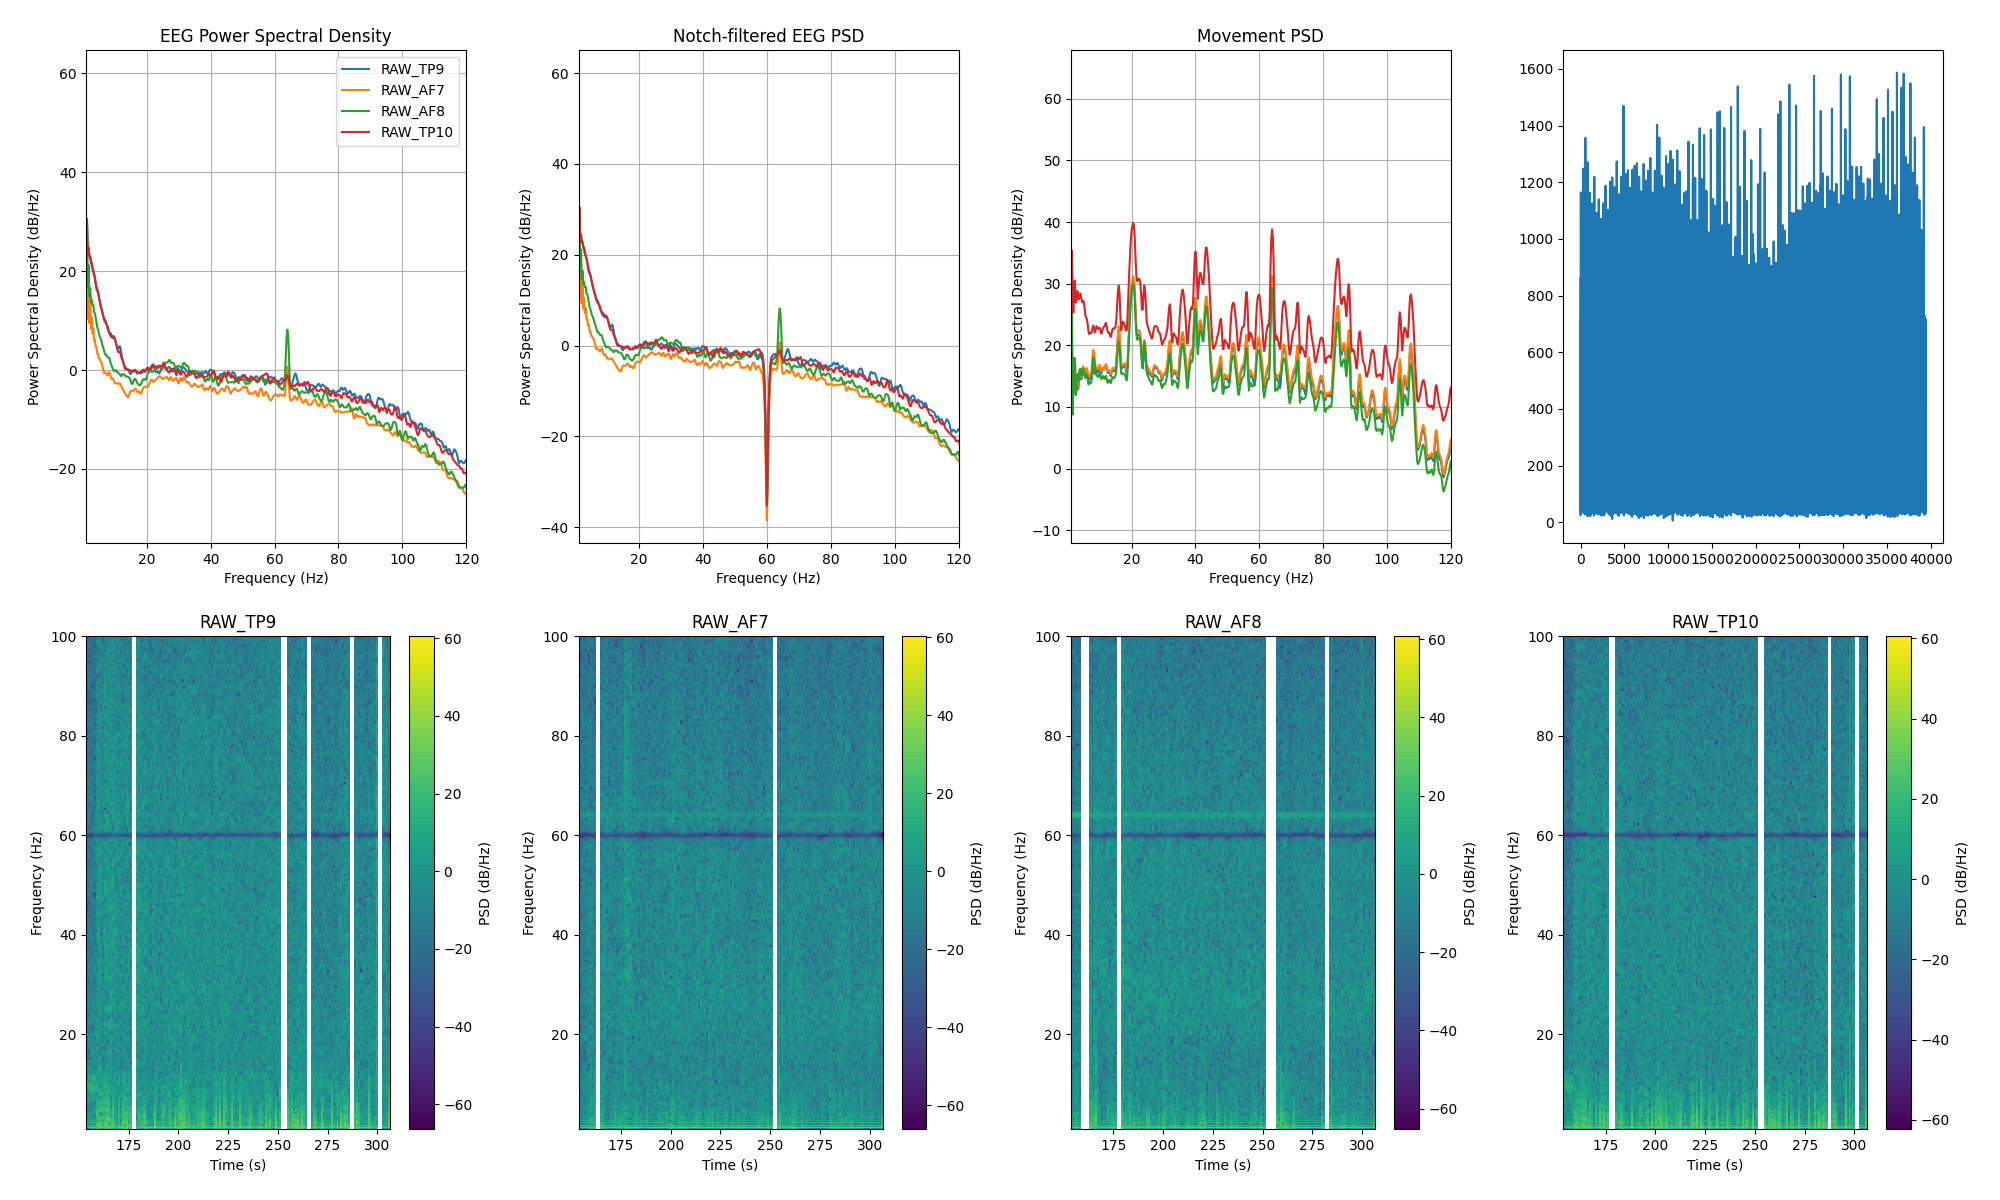 EEG Power Spectral Density
Power Spectral Density (dB/Hz)
60
40
20
0
−20
RAW_TP9
RAW_AF7
RAW_AF8
RAW_TP10
20 40 60 80 100 120
Frequency (Hz)
Notch-filtered EEG PSD
Power Spectral Density (dB/Hz)
60
40
20
0
−20
−40
20 40 60 80 100 120
Frequency (Hz)
Movement PSD
Power Spectral Density (dB/Hz)
60
50
40
30
20
10
0
−10
20 40 60 80 100 120
Frequency (Hz)
1600
1400
1200
1000
800
600
400
200
0
0 5000 10000 15000 20000 25000 30000 35000 40000
RAW_TP9
Frequency (Hz)
100
80
60
40
20
175 200 225 250 275 300
Time (s)
60
40
20
0
−20
−40
−60
PSD (dB/Hz)
RAW_AF7
Frequency (Hz)
100
80
60
40
20
175 200 225 250 275 300
Time (s)
60
40
20
0
−20
−40
−60
PSD (dB/Hz)
RAW_AF8
Frequency (Hz)
100
80
60
40
20
175 200 225 250 275 300
Time (s)
60
40
20
0
−20
−40
−60
PSD (dB/Hz)
RAW_TP10
Frequency (Hz)
100
80
60
40
20
175 200 225 250 275 300
Time (s)
60
40
20
0
−20
−40
−60
PSD (dB/Hz)